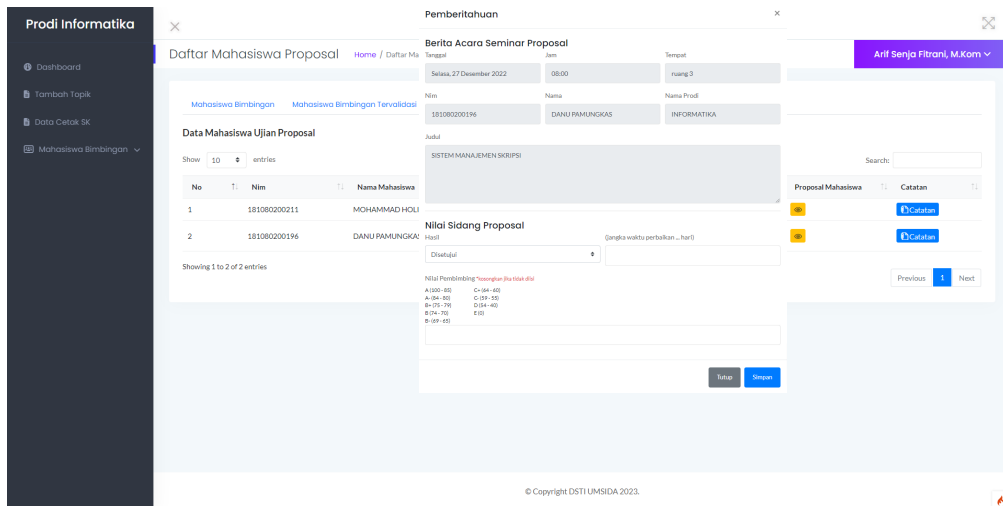 Prodi Informatika
Dashboard
Tambah Topik
Data Cetak SK
Mahasiswa Bimbingan
Daftar Mahasiswa Proposal
Home / Daftar Ma
Arif Senja Fitrani, M.Kom
Mahasiswa Bimbingan Mahasiswa Bimbingan Tervalidasi
Data Mahasiswa Ujian Proposal
Show 10 entries
Search:
No Nim Nama Mahasiswa Proposal Mahasiswa Catatan
1 181080200211 MOHAMMAD HOLI Catatan
2 181080200196 DANU PAMUNGKAS Catatan
Showing 1 to 2 of 2 entries
Previous 1 Next
Pemberitahuan ×
Berita Acara Seminar Proposal
Tanggal Jam Tempat
Selasa, 27 Desember 2022 08:00 ruang 3
Nim Nama Nama Prodi
181080200196 DANU PAMUNGKAS INFORMATIKA
Judul
SISTEM MANAJEMEN SKRIPSI
Nilai Sidang Proposal
Hasil (jangka waktu perbaikan ... hari)
Disetujui
Nilai Pembimbing *kosongkan jika tidak dilai
A (100 - 85) C+ (64 - 60)
A- (84 - 80) C- (59 - 55)
B+ (75 - 79) D (54 - 40)
B (74 - 70) E (0)
B- (69 - 65)
Tutup Simpan
© Copyright DSTI UMSIDA 2023.